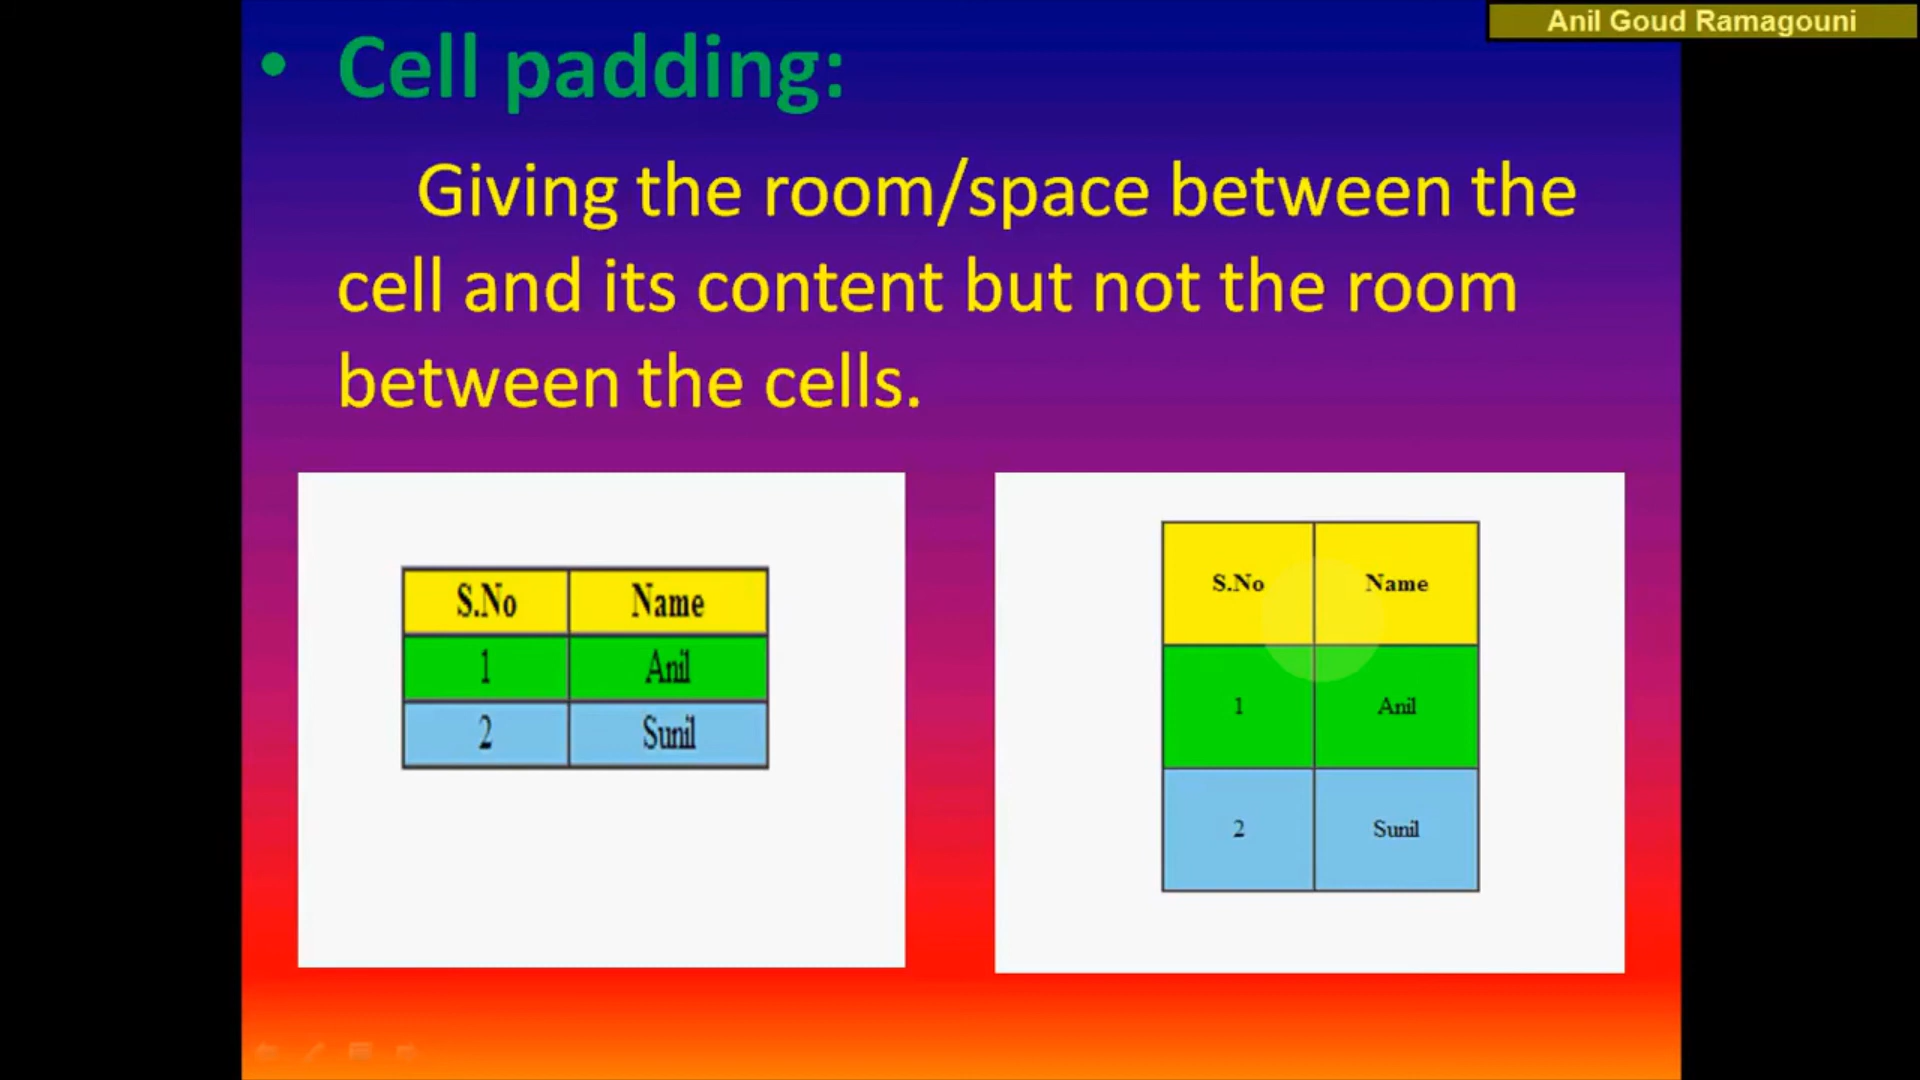 Anil Goud Ramagouni
• Cell padding:
Giving the room/space between the
cell and its content but not the room
between the cells.
S.No Name
1 Anil
2 Sunil
S.No Name
1 Anil
2 Sunil